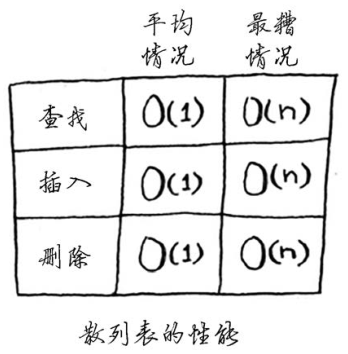 平均 最糟
情况 情况
查找 O(1) O(n)
插入 O(1) O(n)
删除 O(1) O(n)
散列表的性能